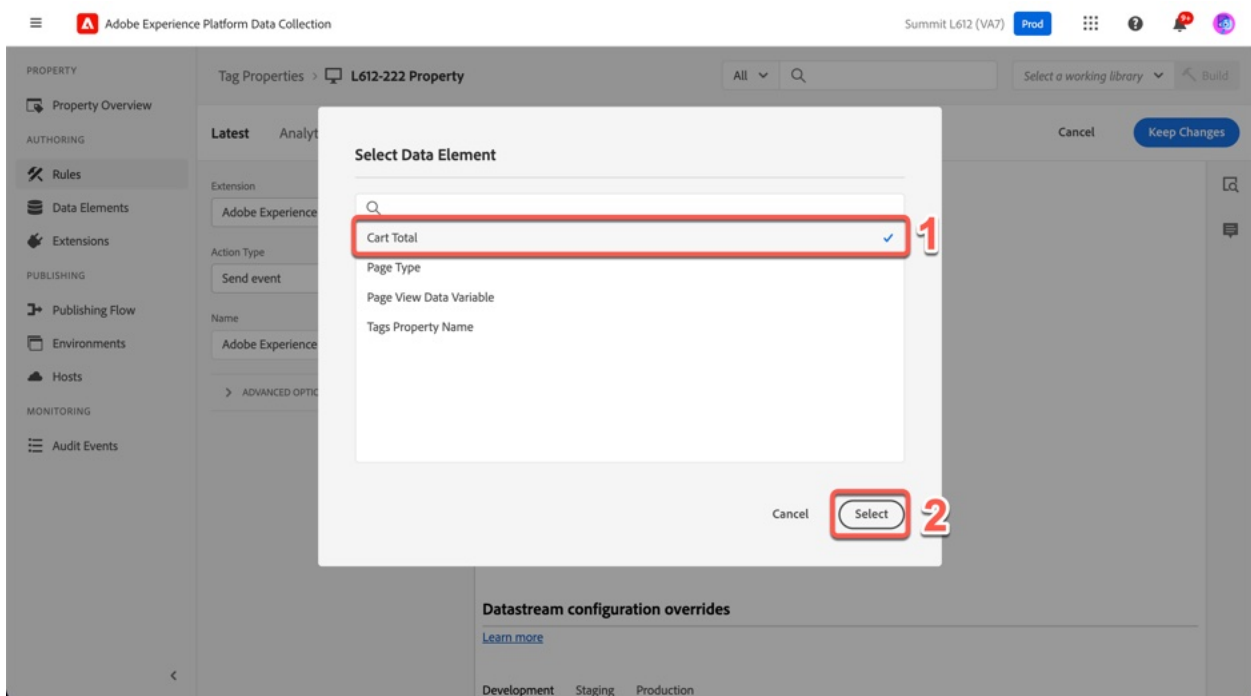 Adobe Experience Platform Data Collection
Summit L612 (VA7)
Prod
9+
PROPERTY
Property Overview
AUTHORING
Rules
Data Elements
Extensions
PUBLISHING
Publishing Flow
Environments
Hosts
MONITORING
Audit Events
Tag Properties > L612-222 Property
All
Select a working library
Build
Latest
Analyt
Cancel
Keep Changes
Extension
Adobe Experience
Action Type
Send event
Name
Adobe Experience
ADVANCED OPTIO
Select Data Element
Cart Total
1
Page Type
Page View Data Variable
Tags Property Name
Cancel
Select
2
Datastream configuration overrides
Learn more
Development Staging Production